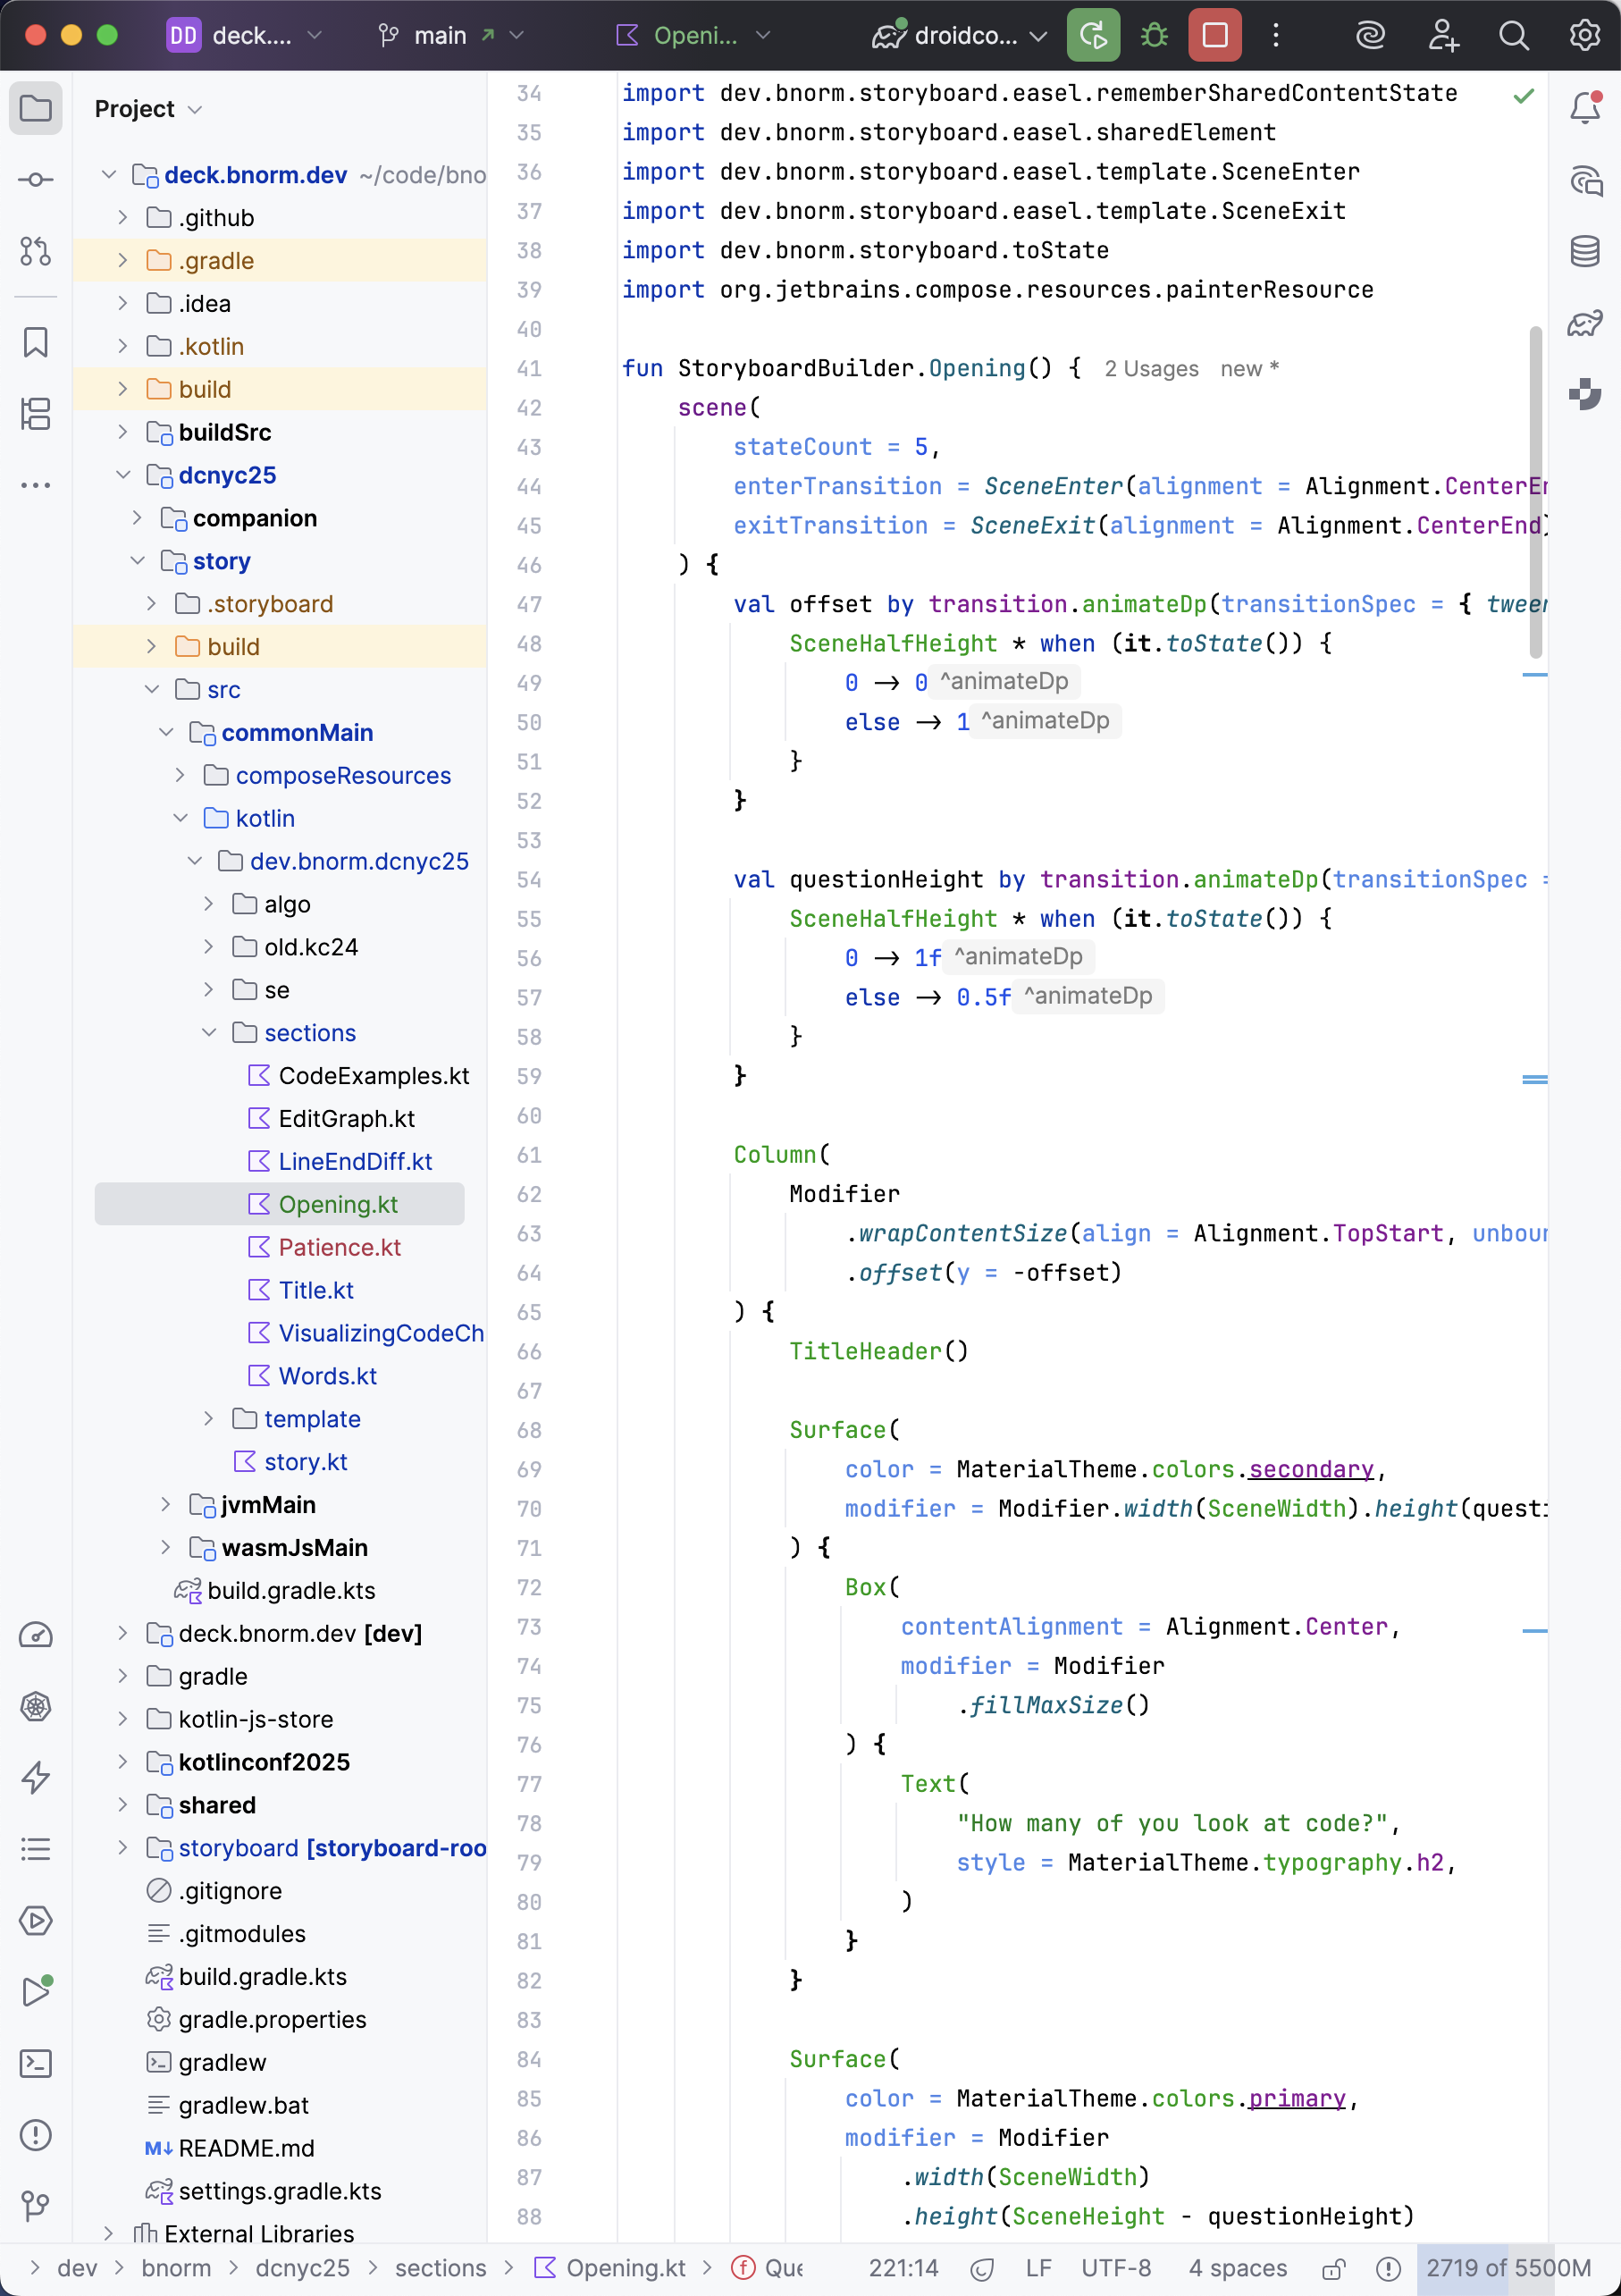 DD deck.... main Openi... droidco...
Project
deck.bnorm.dev ~/code/bno
.github
.gradle
.idea
.kotlin
build
buildSrc
dcnyc25
companion
story
.storyboard
build
src
commonMain
composeResources
kotlin
dev.bnorm.dcnyc25
algo
old.kc24
se
sections
CodeExamples.kt
EditGraph.kt
LineEndDiff.kt
Opening.kt
Patience.kt
Title.kt
VisualizingCodeCh
Words.kt
template
story.kt
jvmMain
wasmJsMain
build.gradle.kts
deck.bnorm.dev [dev]
gradle
kotlin-js-store
kotlinconf2025
shared
storyboard [storyboard-roo
.gitignore
.gitmodules
build.gradle.kts
gradle.properties
gradlew
gradlew.bat
M↓ README.md
settings.gradle.kts
External Libraries
34 import dev.bnorm.storyboard.easel.rememberSharedContentState
35 import dev.bnorm.storyboard.easel.sharedElement
36 import dev.bnorm.storyboard.easel.template.SceneEnter
37 import dev.bnorm.storyboard.easel.template.SceneExit
38 import dev.bnorm.storyboard.toState
39 import org.jetbrains.compose.resources.painterResource
40
41 fun StoryboardBuilder.Opening() { 2 Usages new *
42 scene(
43 stateCount = 5,
44 enterTransition = SceneEnter(alignment = Alignment.CenterEn
45 exitTransition = SceneExit(alignment = Alignment.CenterEnd)
46 ) {
47 val offset by transition.animateDp(transitionSpec = { tween
48 SceneHalfHeight * when (it.toState()) {
49 0 -> 0 ^animateDp
50 else -> 1 ^animateDp
51 }
52 }
53
54 val questionHeight by transition.animateDp(transitionSpec =
55 SceneHalfHeight * when (it.toState()) {
56 0 -> 1f ^animateDp
57 else -> 0.5f ^animateDp
58 }
59 }
60
61 Column(
62 Modifier
63 .wrapContentSize(align = Alignment.TopStart, unboun
64 .offset(y = -offset)
65 ) {
66 TitleHeader()
67
68 Surface(
69 color = MaterialTheme.colors.secondary,
70 modifier = Modifier.width(SceneWidth).height(questi
71 ) {
72 Box(
73 contentAlignment = Alignment.Center,
74 modifier = Modifier
75 .fillMaxSize()
76 ) {
77 Text(
78 "How many of you look at code?",
79 style = MaterialTheme.typography.h2,
80 )
81 }
82 }
83
84 Surface(
85 color = MaterialTheme.colors.primary,
86 modifier = Modifier
87 .width(SceneWidth)
88 .height(SceneHeight - questionHeight)
dev bnorm dcnyc25 sections Opening.kt Que 221:14 LF UTF-8 4 spaces 2719 of 5500M